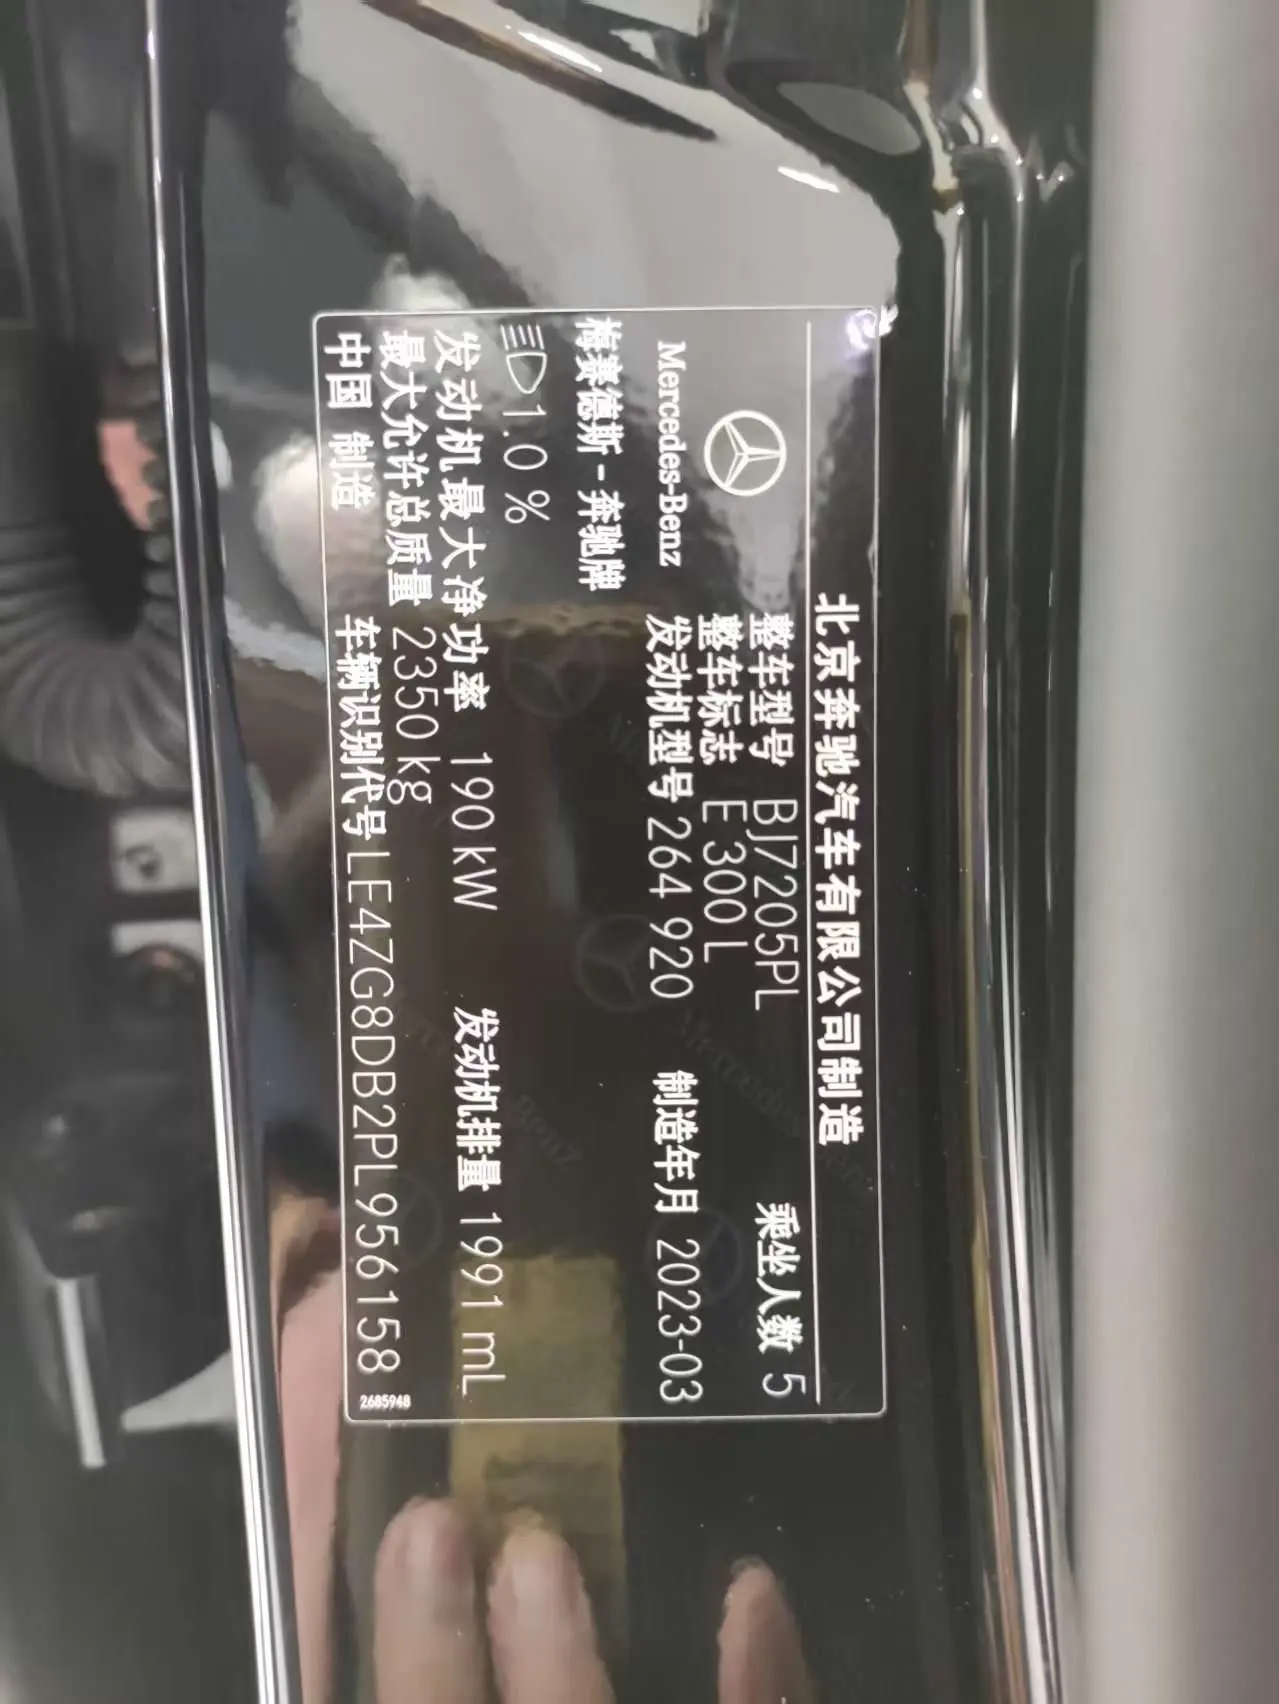 北京奔驰汽车有限公司制造
整车型号 BJ7205PL 乘坐人数 5
整车标志 E 300 L
Mercedes-Benz
发动机型号 264 920 制造年月 2023-03
梅赛德斯-奔驰牌
1.0 %
发动机最大净功率 190 kW 发动机排量 1991 mL
最大允许总质量 2350 kg
中国 制造 车辆识别代号 LE4ZG8DB2PL956158
2685948